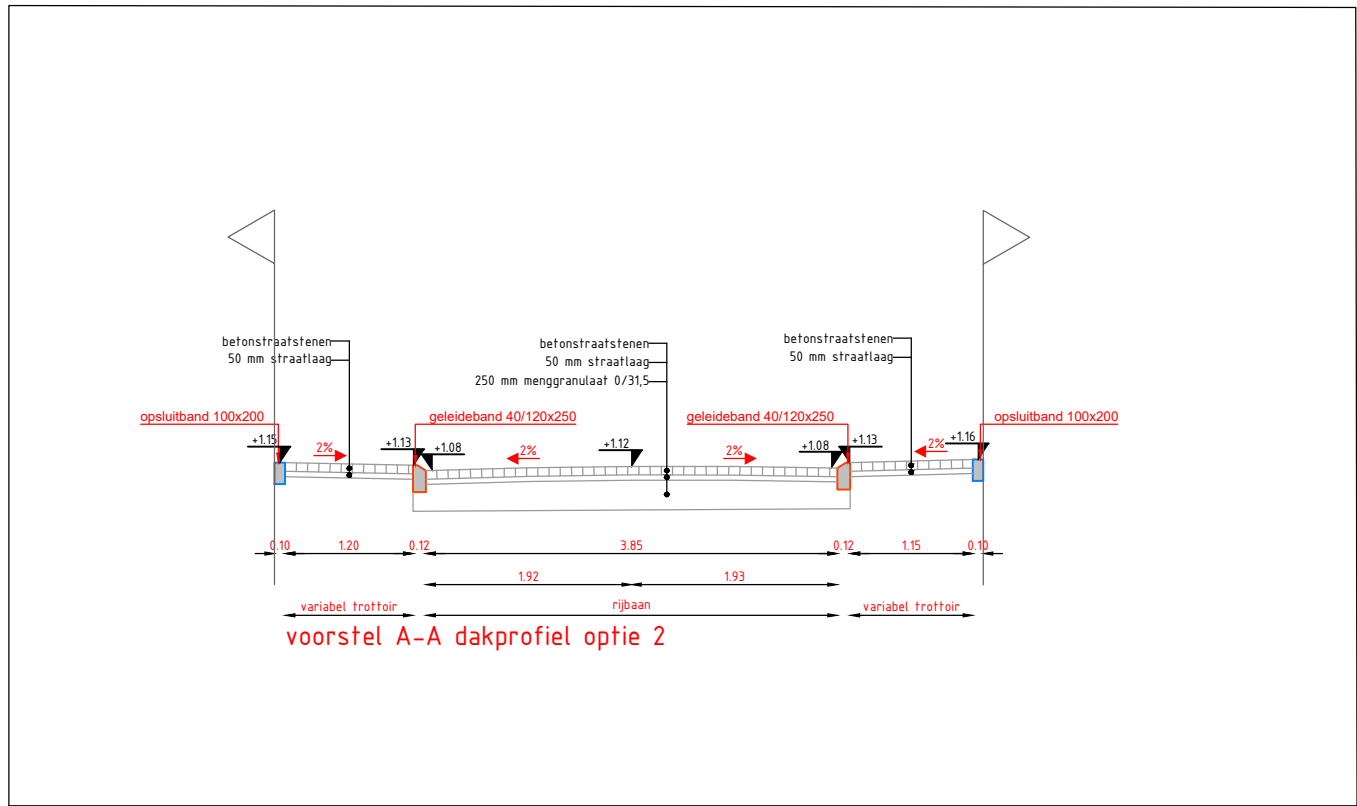 betonstraatstenen
50 mm straatlaag
betonstraatstenen
50 mm straatlaag
250 mm menggranulaat 0/31,5
betonstraatstenen
50 mm straatlaag
opsluitband 100x200
geleideband 40/120x250
geleideband 40/120x250
opsluitband 100x200
+1.15
2%
+1.13
+1.08
2%
+1.12
2%
+1.08
+1.13
2%
+1.16
0.10
1.20
0.12
3.85
0.12
1.15
0.10
1.92
1.93
variabel trottoir
rijbaan
variabel trottoir
voorstel A-A dakprofiel optie 2